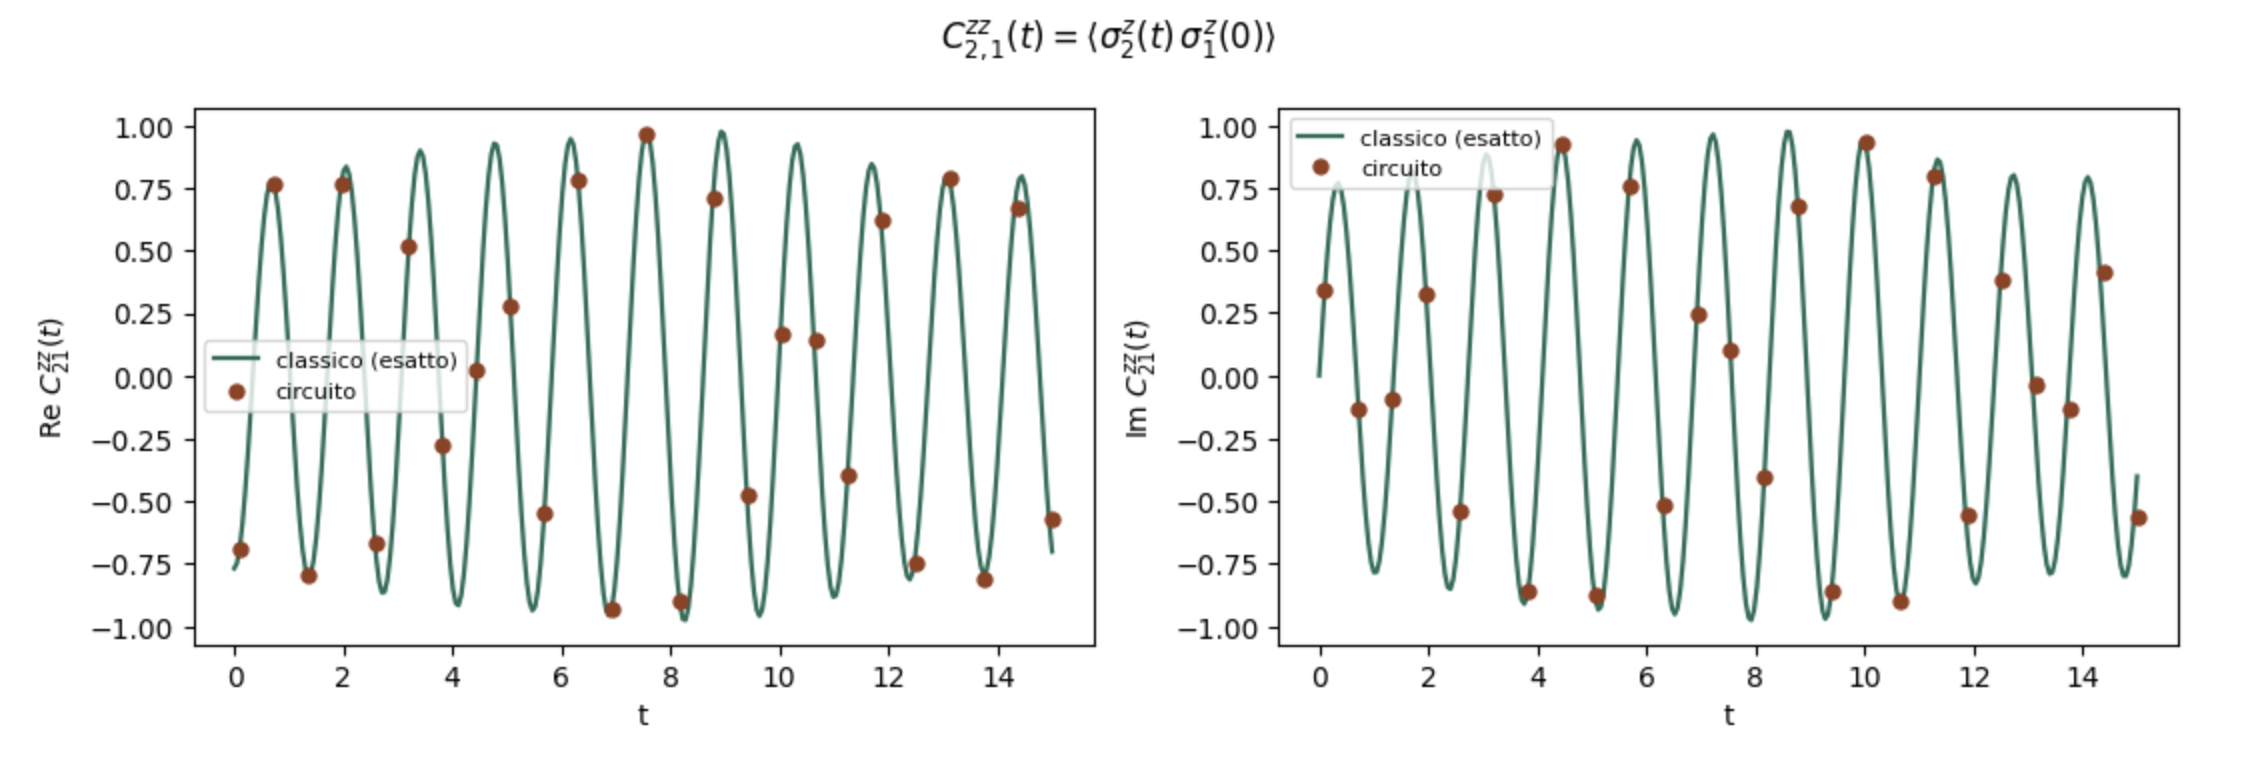 C^{zz}_{2,1}(t) = ⟨σ^z_2(t) σ^z_1(0)⟩
Re C^{zz}_{21}(t)
1.00
0.75
0.50
0.25
0.00
−0.25
−0.50
−0.75
−1.00
classico (esatto)
circuito
0 2 4 6 8 10 12 14
t
Im C^{zz}_{21}(t)
1.00
0.75
0.50
0.25
0.00
−0.25
−0.50
−0.75
−1.00
classico (esatto)
circuito
0 2 4 6 8 10 12 14
t